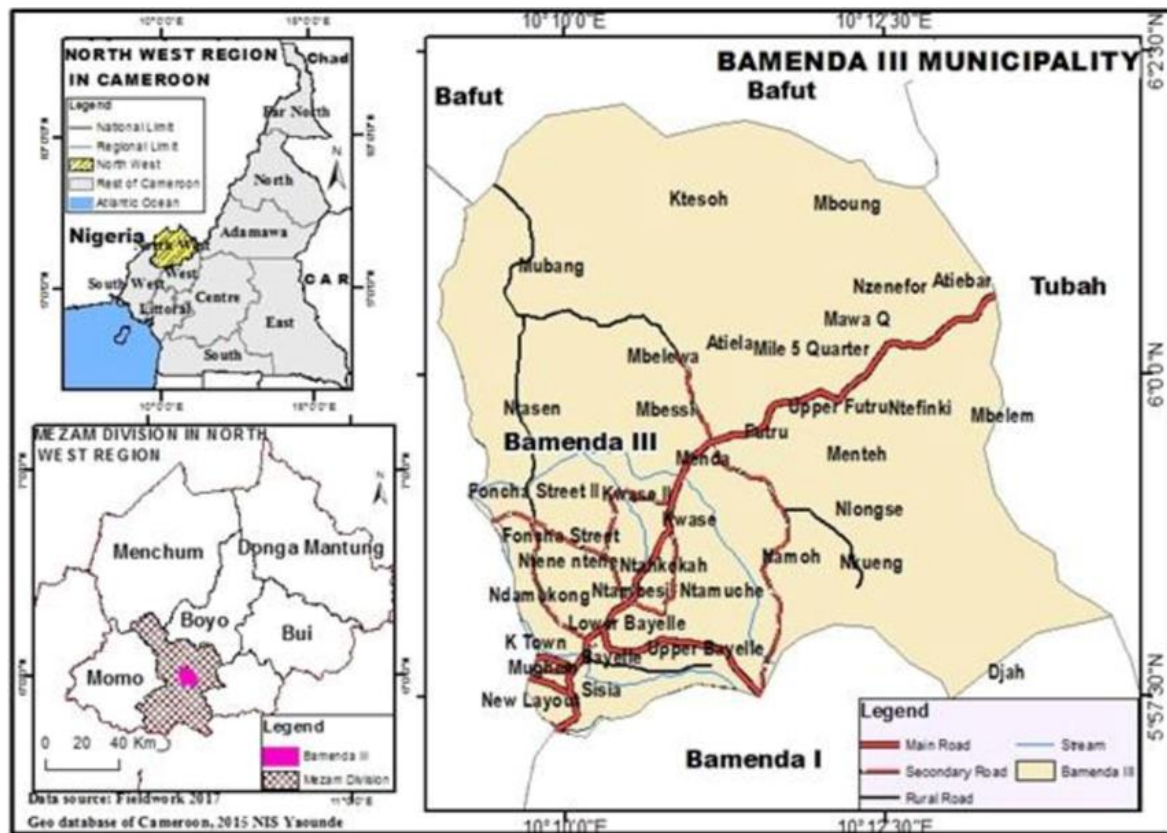 NORTH WEST REGION
IN CAMEROON
Legend
National Limit
Regional Limit
North West
Rest of Cameroon
Atlantic Ocean
Chad
Far North
N
North
Adamawa
Nigeria
North West
West
South West
Centre
CAR
Littoral
East
South
MEZAM DIVISION IN NORTH
WEST REGION
Menchum
Donga Mantung
Boyo
Bui
Momo
0 20 40 Km
Legend
Bamenda III
Mezam Division
Data source: Fieldwork 2017
Geo database of Cameroon, 2015 NIS Yaounde
10°10'0"E
10°12'30"E
BAMENDA III MUNICIPALITY
Bafut
Bafut
6°2'30"N
Ktesoh
Mboung
Mubang
Nzenefor
Atiebar
Tubah
Mawa Q
Atiela
Mile 5 Quarter
Mbelewa
6°0'0"N
Ntasen
Mbessi
Upper Futru
Ntefinki
Mbelem
Futru
Bamenda III
Menda
Menteh
Foncha Street II
Kwase II
Nlongse
Kwase
Foncha Street
Ntene ntene
Ntahkekah
Namoh
Nkueng
Ndamukong
Ntambesi
Ntamuche
Lower Bayelle
K Town
Bayelle
Upper Bayelle
Djah
New Layout
Sisia
5°57'30"N
Bamenda I
Legend
Main Road
Stream
Secondary Road
Bamenda III
Rural Road
10°10'0"E
10°12'30"E